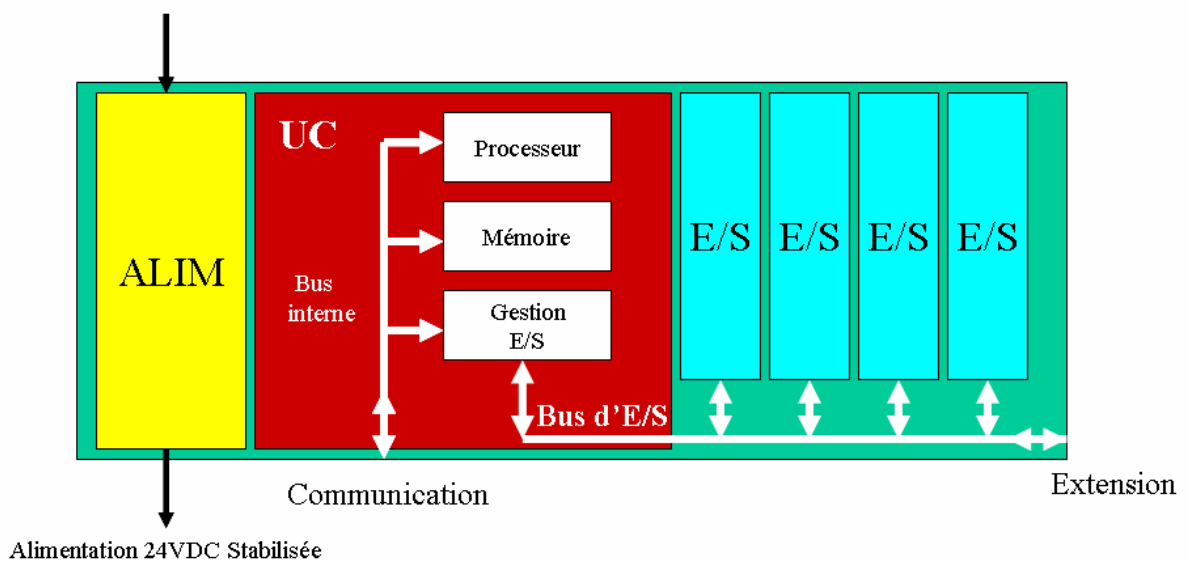 UC
Processeur
Mémoire
E/S E/S E/S E/S
ALIM
Bus
interne
Gestion
E/S
Bus d'E/S
Communication
Extension
Alimentation 24VDC Stabilisée